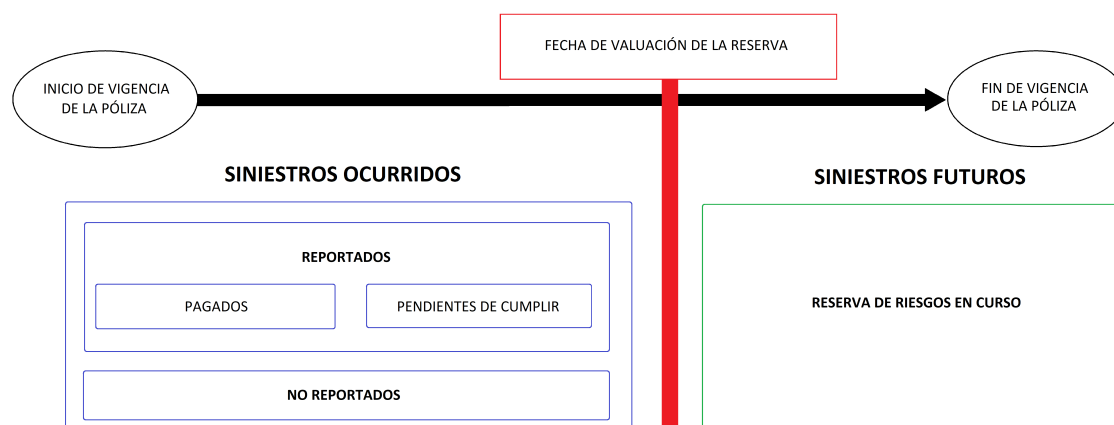 FECHA DE VALUACIÓN DE LA RESERVA
INICIO DE VIGENCIA
DE LA PÓLIZA
FIN DE VIGENCIA
DE LA PÓLIZA
SINIESTROS OCURRIDOS
SINIESTROS FUTUROS
REPORTADOS
PAGADOS
PENDIENTES DE CUMPLIR
RESERVA DE RIESGOS EN CURSO
NO REPORTADOS